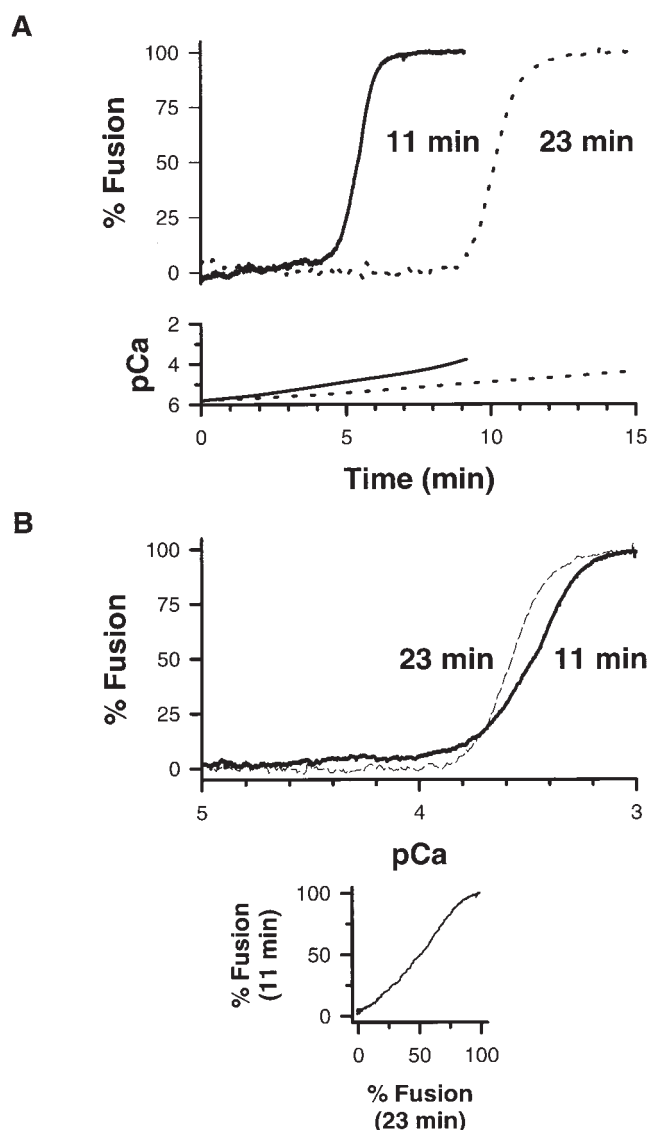 A
% Fusion
100
75
50
25
0
11 min
23 min
pCa
2
4
6
0 5 10 15
Time (min)
B
% Fusion
100
75
50
25
0
23 min
11 min
5 4 3
pCa
% Fusion
(11 min)
100
50
0
0 50 100
% Fusion
(23 min)